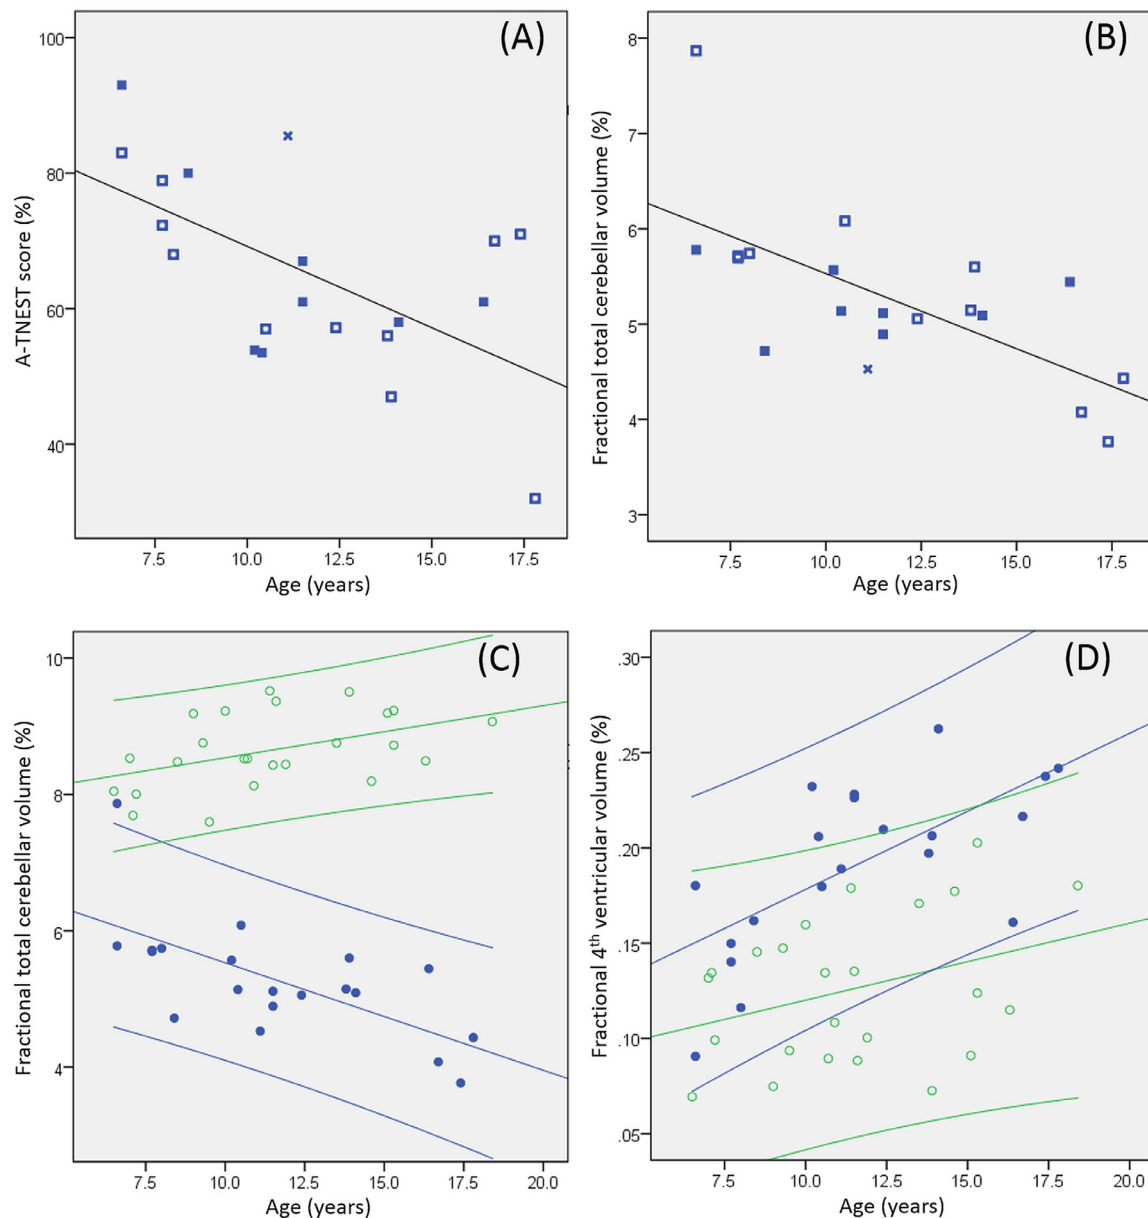 (A)
A-TNEST score (%)
100
80
60
40
7.5 10.0 12.5 15.0 17.5
Age (years)
(B)
Fractional total cerebellar volume (%)
8
7
6
5
4
3
7.5 10.0 12.5 15.0 17.5
Age (years)
(C)
Fractional total cerebellar volume (%)
10
8
6
4
7.5 10.0 12.5 15.0 17.5 20.0
Age (years)
(D)
Fractional 4th ventricular volume (%)
.30
.25
.20
.15
.10
.05
7.5 10.0 12.5 15.0 17.5 20.0
Age (years)